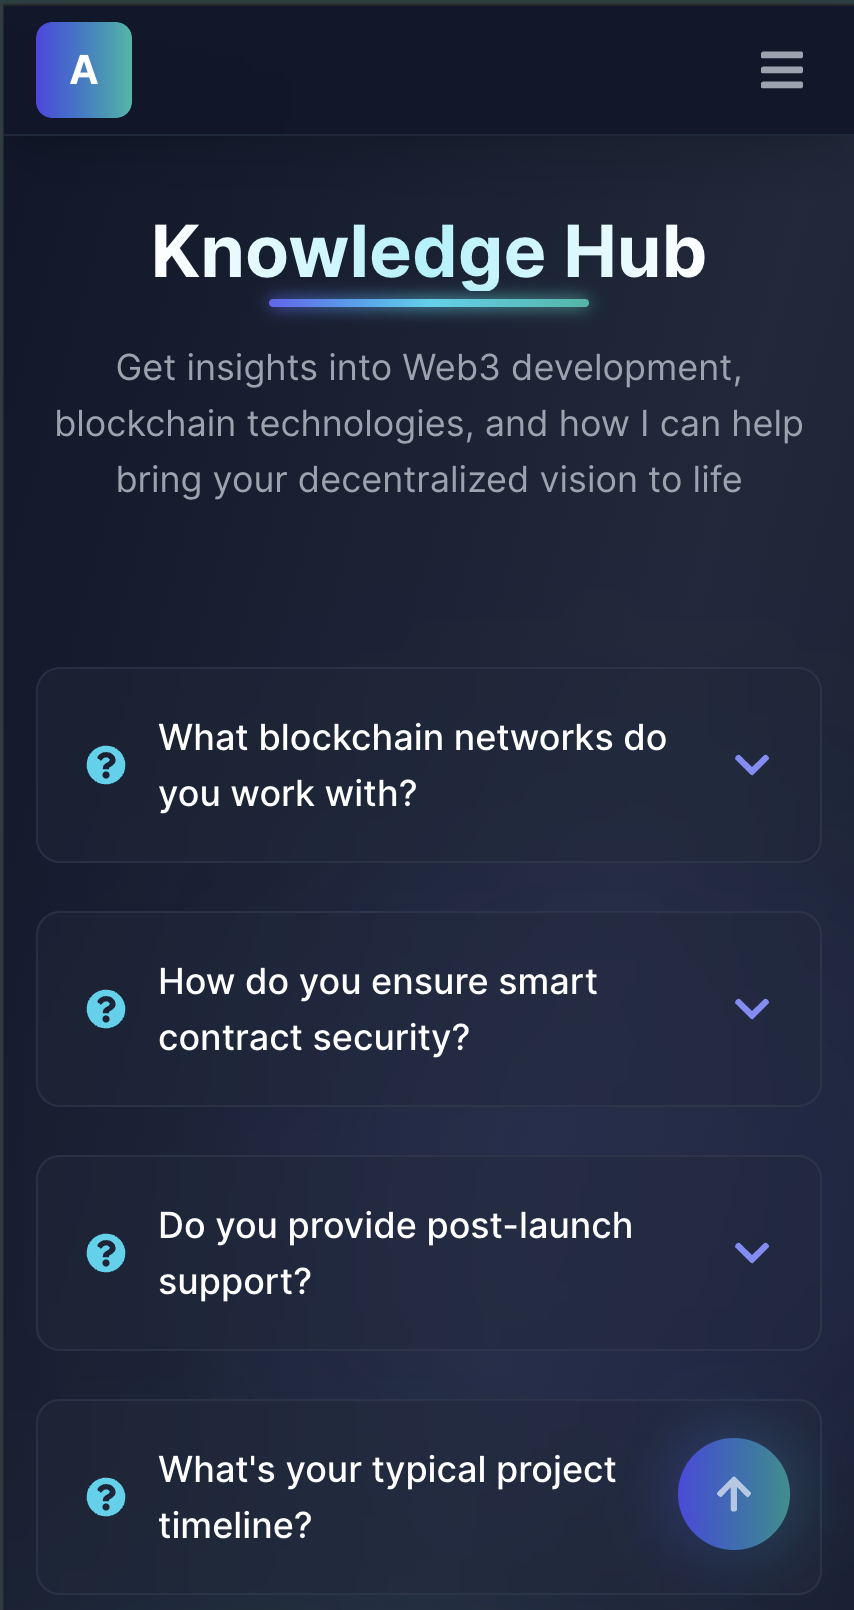 A
Knowledge Hub
Get insights into Web3 development,
blockchain technologies, and how I can help
bring your decentralized vision to life
What blockchain networks do
you work with?
How do you ensure smart
contract security?
Do you provide post-launch
support?
What's your typical project
timeline?